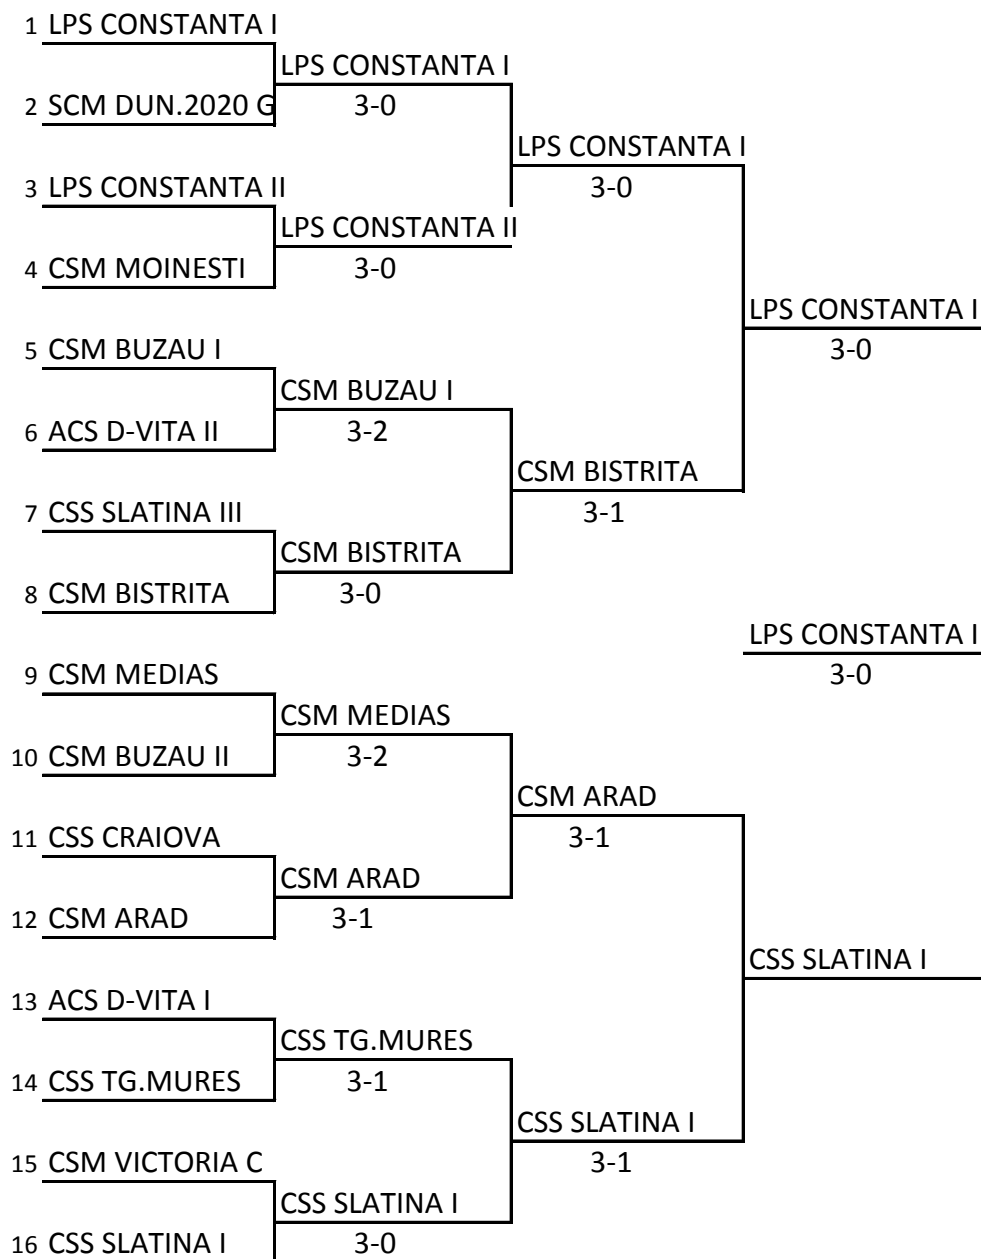 1 LPS CONSTANTA I
LPS CONSTANTA I
2 SCM DUN.2020 G
3-0
LPS CONSTANTA I
3 LPS CONSTANTA II
3-0
LPS CONSTANTA II
4 CSM MOINESTI
3-0
LPS CONSTANTA I
5 CSM BUZAU I
3-0
CSM BUZAU I
6 ACS D-VITA II
3-2
CSM BISTRITA
7 CSS SLATINA III
3-1
CSM BISTRITA
8 CSM BISTRITA
3-0
LPS CONSTANTA I
9 CSM MEDIAS
3-0
CSM MEDIAS
10 CSM BUZAU II
3-2
CSM ARAD
11 CSS CRAIOVA
3-1
CSM ARAD
12 CSM ARAD
3-1
CSS SLATINA I
13 ACS D-VITA I
CSS TG.MURES
14 CSS TG.MURES
3-1
CSS SLATINA I
15 CSM VICTORIA C
3-1
CSS SLATINA I
16 CSS SLATINA I
3-0